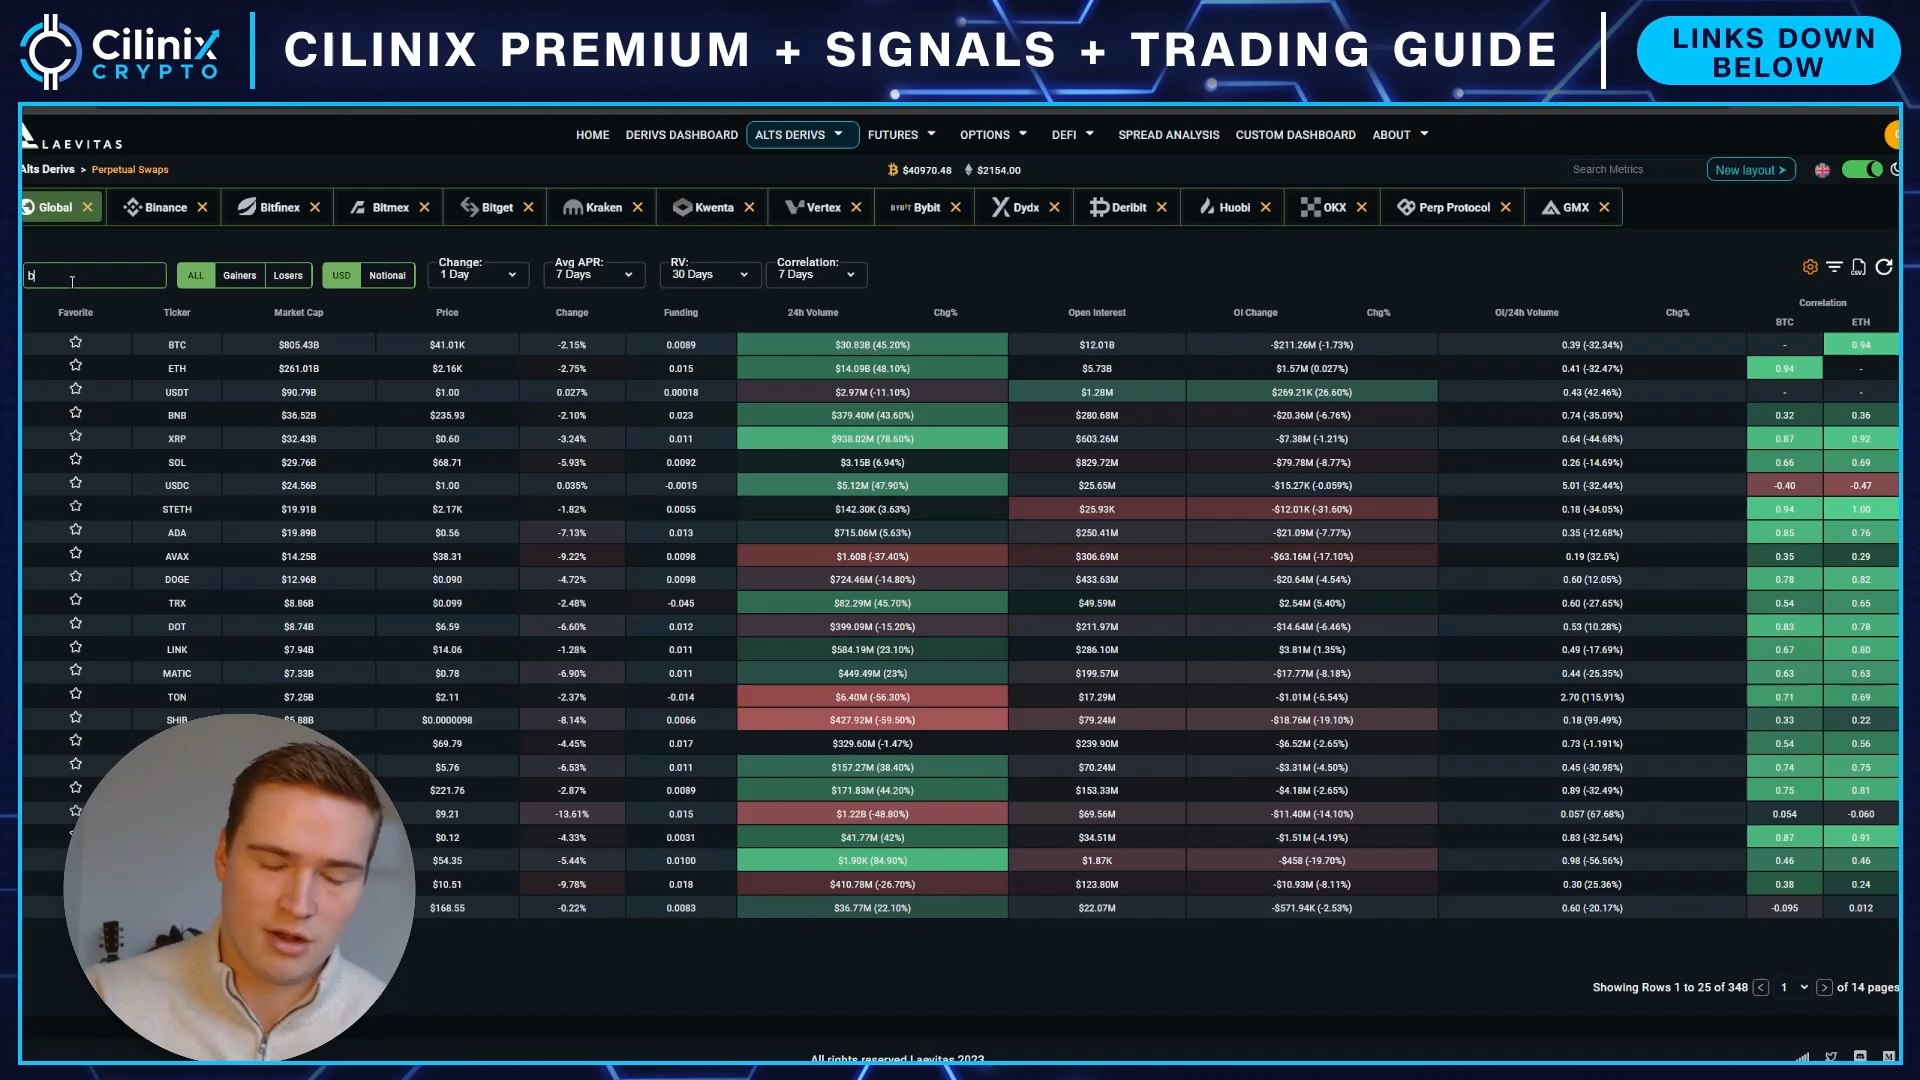 Cilinix
CRYPTO
CILINIX PREMIUM + SIGNALS + TRADING GUIDE
LINKS DOWN
BELOW
LAEVITAS
HOME DERIVS DASHBOARD ALTS DERIVS FUTURES OPTIONS DEFI SPREAD ANALYSIS CUSTOM DASHBOARD ABOUT
Alts Derivs > Perpetual Swaps
$40970.48 $2154.00
Search Metrics
New layout
Global Binance Bitfinex Bitmex Bitget Kraken Kwenta Vertex Bybit Dydx Deribit Huobi OKX Perp Protocol GMX
b
ALL Gainers Losers
USD Notional
Change:
1 Day
Avg APR:
7 Days
RV:
30 Days
Correlation:
7 Days
CSV
Favorite Ticker Market Cap Price Change Funding 24h Volume Chg% Open Interest OI Change Chg% OI/24h Volume Chg% Correlation
BTC ETH
BTC $805.43B $41.01K -2.15% 0.0089 $30.83B (45.20%) $12.01B -$211.26M (-1.73%) 0.39 (-32.34%) - 0.94
ETH $261.01B $2.16K -2.75% 0.015 $14.09B (48.10%) $5.73B $1.57M (0.027%) 0.41 (-32.47%) 0.94 -
USDT $90.79B $1.00 0.027% 0.00018 $2.97M (-11.10%) $1.28M $269.21K (26.60%) 0.43 (42.46%) - -
BNB $36.52B $235.93 -2.10% 0.023 $379.40M (43.60%) $280.68M -$20.36M (-6.76%) 0.74 (-35.09%) 0.32 0.36
XRP $32.43B $0.60 -3.24% 0.011 $938.02M (78.60%) $603.26M -$7.38M (-1.21%) 0.64 (-44.68%) 0.87 0.92
SOL $29.76B $68.71 -5.93% 0.0092 $3.15B (6.94%) $829.72M -$79.78M (-8.77%) 0.26 (-14.69%) 0.66 0.69
USDC $24.56B $1.00 0.035% -0.0015 $5.12M (47.90%) $25.65M -$15.27K (-0.059%) 5.01 (-32.44%) -0.40 -0.47
STETH $19.91B $2.17K -1.82% 0.0055 $142.30K (3.63%) $25.93K -$12.01K (-31.60%) 0.18 (-34.05%) 0.94 1.00
ADA $19.89B $0.56 -7.13% 0.013 $715.06M (5.63%) $250.41M -$21.09M (-7.77%) 0.35 (-12.68%) 0.85 0.76
AVAX $14.25B $38.31 -9.22% 0.0098 $1.60B (-37.40%) $306.69M -$63.16M (-17.10%) 0.19 (32.5%) 0.35 0.29
DOGE $12.96B $0.090 -4.72% 0.0098 $724.46M (-14.80%) $433.63M -$20.64M (-4.54%) 0.60 (12.05%) 0.78 0.82
TRX $8.86B $0.099 -2.48% -0.045 $82.29M (45.70%) $49.59M $2.54M (5.40%) 0.60 (-27.65%) 0.54 0.65
DOT $8.74B $6.59 -6.60% 0.012 $399.09M (-15.20%) $211.97M -$14.64M (-6.46%) 0.53 (10.28%) 0.83 0.78
LINK $7.94B $14.06 -1.28% 0.011 $584.19M (23.10%) $286.10M $3.81M (1.35%) 0.49 (-17.69%) 0.67 0.80
MATIC $7.33B $0.78 -6.90% 0.011 $449.49M (23%) $199.57M -$17.77M (-8.18%) 0.44 (-25.35%) 0.63 0.63
TON $7.25B $2.11 -2.37% -0.014 $6.40M (-56.30%) $17.29M -$1.01M (-5.54%) 2.70 (115.91%) 0.71 0.69
SHIB $5.88B $0.0000098 -8.14% 0.0066 $427.92M (-59.50%) $79.24M -$18.76M (-19.10%) 0.18 (99.49%) 0.33 0.22
$69.79 -4.45% 0.017 $329.60M (-1.47%) $239.90M -$6.52M (-2.65%) 0.73 (-1.191%) 0.54 0.56
$5.76 -6.53% 0.011 $157.27M (38.40%) $70.24M -$3.31M (-4.50%) 0.45 (-30.98%) 0.74 0.75
$221.76 -2.87% 0.0089 $171.83M (44.20%) $153.33M -$4.18M (-2.65%) 0.89 (-32.49%) 0.75 0.81
$9.21 -13.61% 0.015 $1.22B (-48.80%) $69.56M -$11.40M (-14.10%) 0.057 (67.68%) 0.054 -0.060
$0.12 -4.33% 0.0031 $41.77M (42%) $34.51M -$1.51M (-4.19%) 0.83 (-32.54%) 0.87 0.91
$54.35 -5.44% 0.0100 $1.90K (84.90%) $1.87K -$458 (-19.70%) 0.98 (-56.56%) 0.46 0.46
$10.51 -9.78% 0.018 $410.78M (-26.70%) $123.80M -$10.93M (-8.11%) 0.30 (25.36%) 0.38 0.24
$168.55 -0.22% 0.0083 $36.77M (22.10%) $22.07M -$571.94K (-2.53%) 0.60 (-20.17%) -0.095 0.012
Showing Rows 1 to 25 of 348 < 1 > of 14 pages
All rights reserved Laevitas 2023